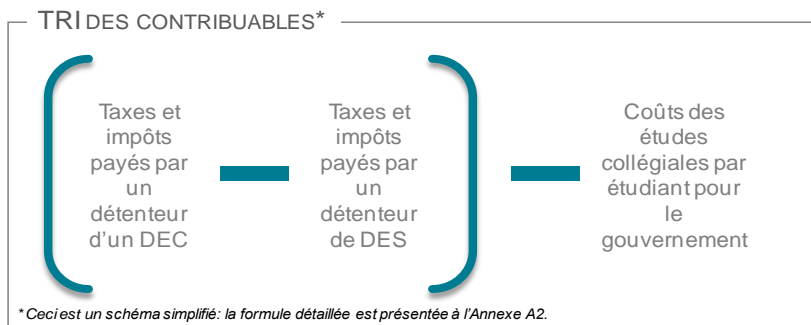 TRI DES CONTRIBUABLES*
Taxes et
impôts
payés par
un
détenteur
d'un DEC
Taxes et
impôts
payés par
un
détenteur
de DES
Coûts des
études
collégiales par
étudiant pour
le
gouvernement
* Ceci est un schéma simplifié: la formule détaillée est présentée à l'Annexe A2.